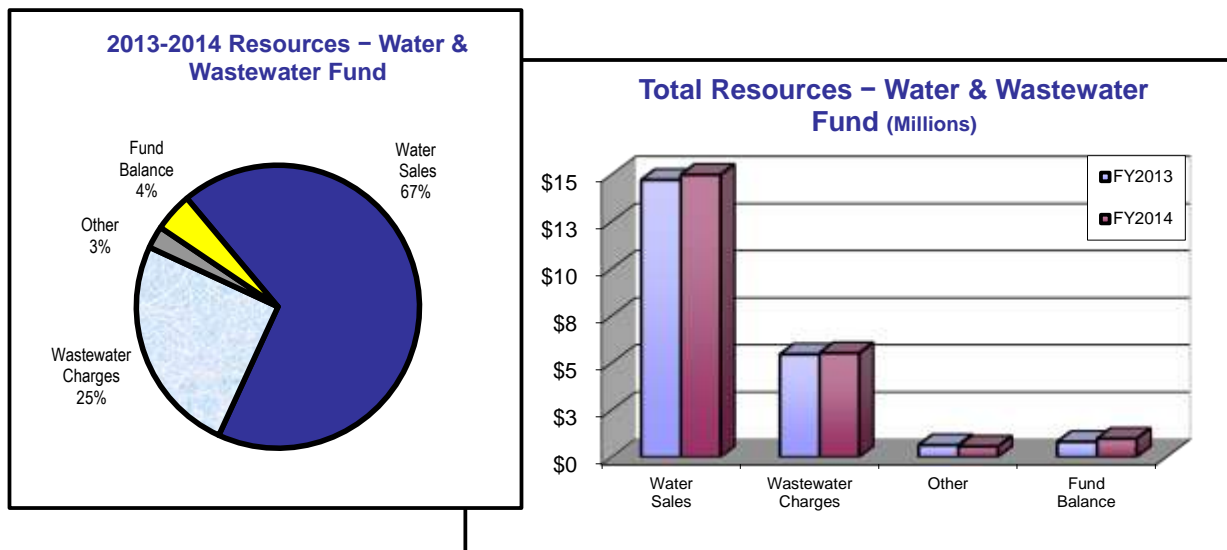 2013-2014 Resources − Water &
Wastewater Fund
Fund
Balance
4%
Water
Sales
67%
Other
3%
Wastewater
Charges
25%
Total Resources − Water & Wastewater
Fund (Millions)
$15
$13
$10
$8
$5
$3
$0
FY2013
FY2014
Water
Sales
Wastewater
Charges
Other
Fund
Balance